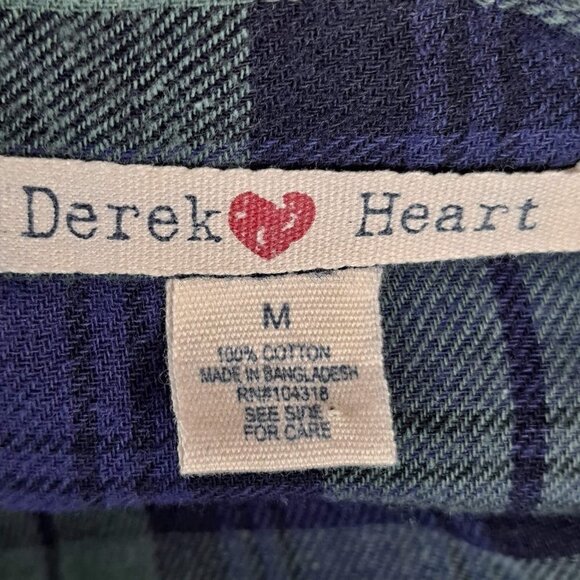 Derek Heart
M
100% COTTON
MADE IN BANGLADESH
RN#104318
SEE SIDE
FOR CARE